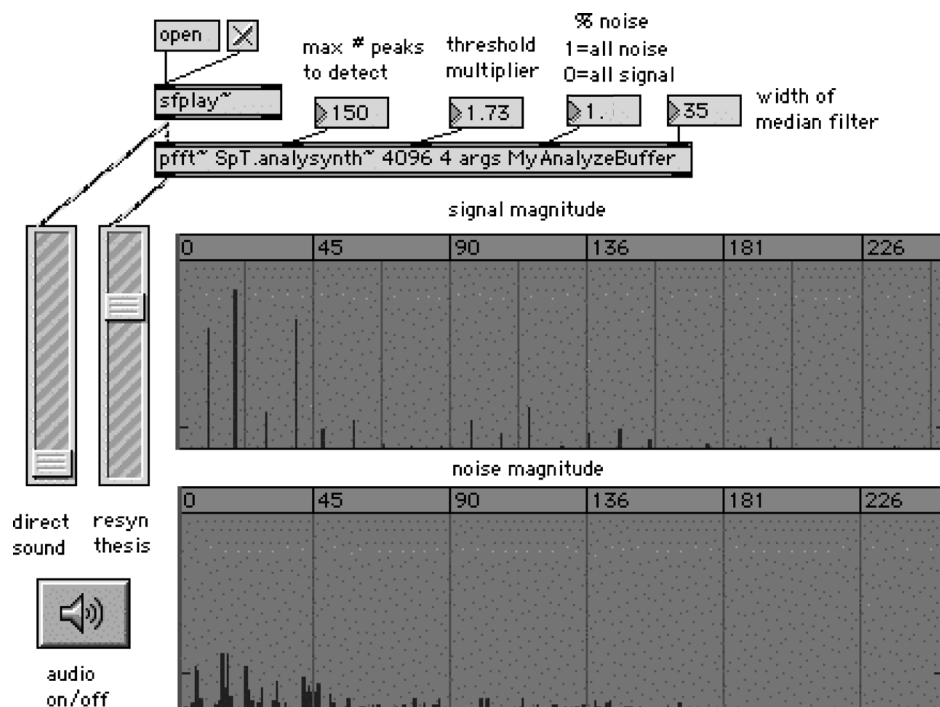 open
max # peaks
to detect
threshold
multiplier
% noise
1=all noise
0=all signal
sfplay~
150
1.73
1.
35
width of
median filter
pfft~ SpT.analysynth~ 4096 4 args MyAnalyzeBuffer
signal magnitude
0 45 90 136 181 226
noise magnitude
0 45 90 136 181 226
direct
sound
resyn
thesis
audio
on/off